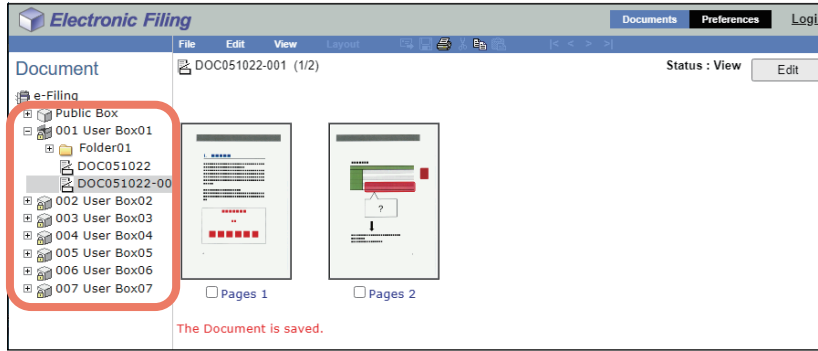 Electronic Filing
Documents Preferences Logi
File Edit View Layout |< < > >|
Document
DOC051022-001 (1/2)
Status : View Edit
e-Filing
Public Box
001 User Box01
Folder01
DOC051022
DOC051022-00
002 User Box02
003 User Box03
004 User Box04
005 User Box05
006 User Box06
007 User Box07
?
Pages 1
Pages 2
The Document is saved.